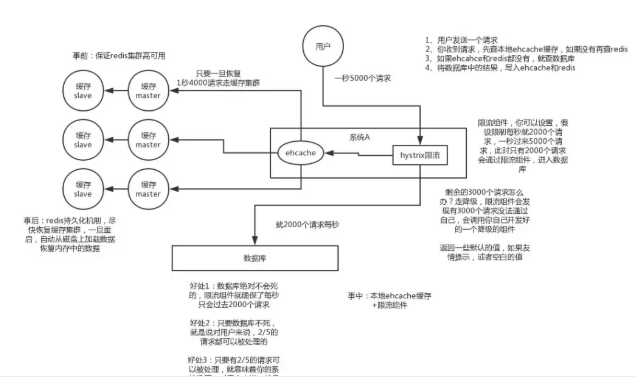 用户
1、用户发送一个请求
2、你收到请求，先查本地ehcache缓存，如果没有再查redis
3、如果ehcahce和redis都没有，就查数据库
4、将数据库中的结果，写入ehcache和redis
事前：保证redis集群高可用
只要一旦恢复
1秒4000请求走缓存集群
一秒5000个请求
缓存
slave
缓存
master
缓存
slave
缓存
master
缓存
slave
缓存
master
系统A
ehcache
hystrix限流
限流组件，你可以设置，假
设限制每秒就2000个请
求，一秒过来5000个请
求，此时只有2000个请求
会通过限流组件，进入数据
库
剩余的3000个请求怎么
办？走降级，限流组件会发
现有3000个请求没法通过
自己，会调用你自己开发好
的一个降级的组件
返回一些默认的值，如果友
情提示，或者空白的值
事后：redis持久化机制，尽
快恢复缓存集群，一旦重
启，自动从磁盘上加载数据
恢复内存中的数据
就2000个请求每秒
数据库
好处1：数据库绝对不会死
的，限流组件就确保了每秒
只会过去2000个请求
事中：本地ehcache缓存
+限流组件
好处2：只要数据库不死，
就是说对用户来说，2/5的
请求都可以被处理的
好处3：只要有2/5的请求可
以被处理，就意味着你的系